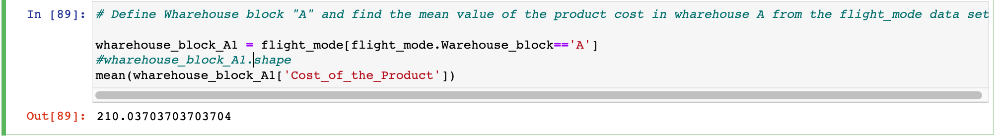 In [89]: # Define Wharehouse block "A" and find the mean value of the product cost in wharehouse A from the flight_mode data set
wharehouse_block_A1 = flight_mode[flight_mode.Warehouse_block=='A']
#wharehouse_block_A1.shape
mean(wharehouse_block_A1['Cost_of_the_Product'])
Out[89]: 210.03703703703704